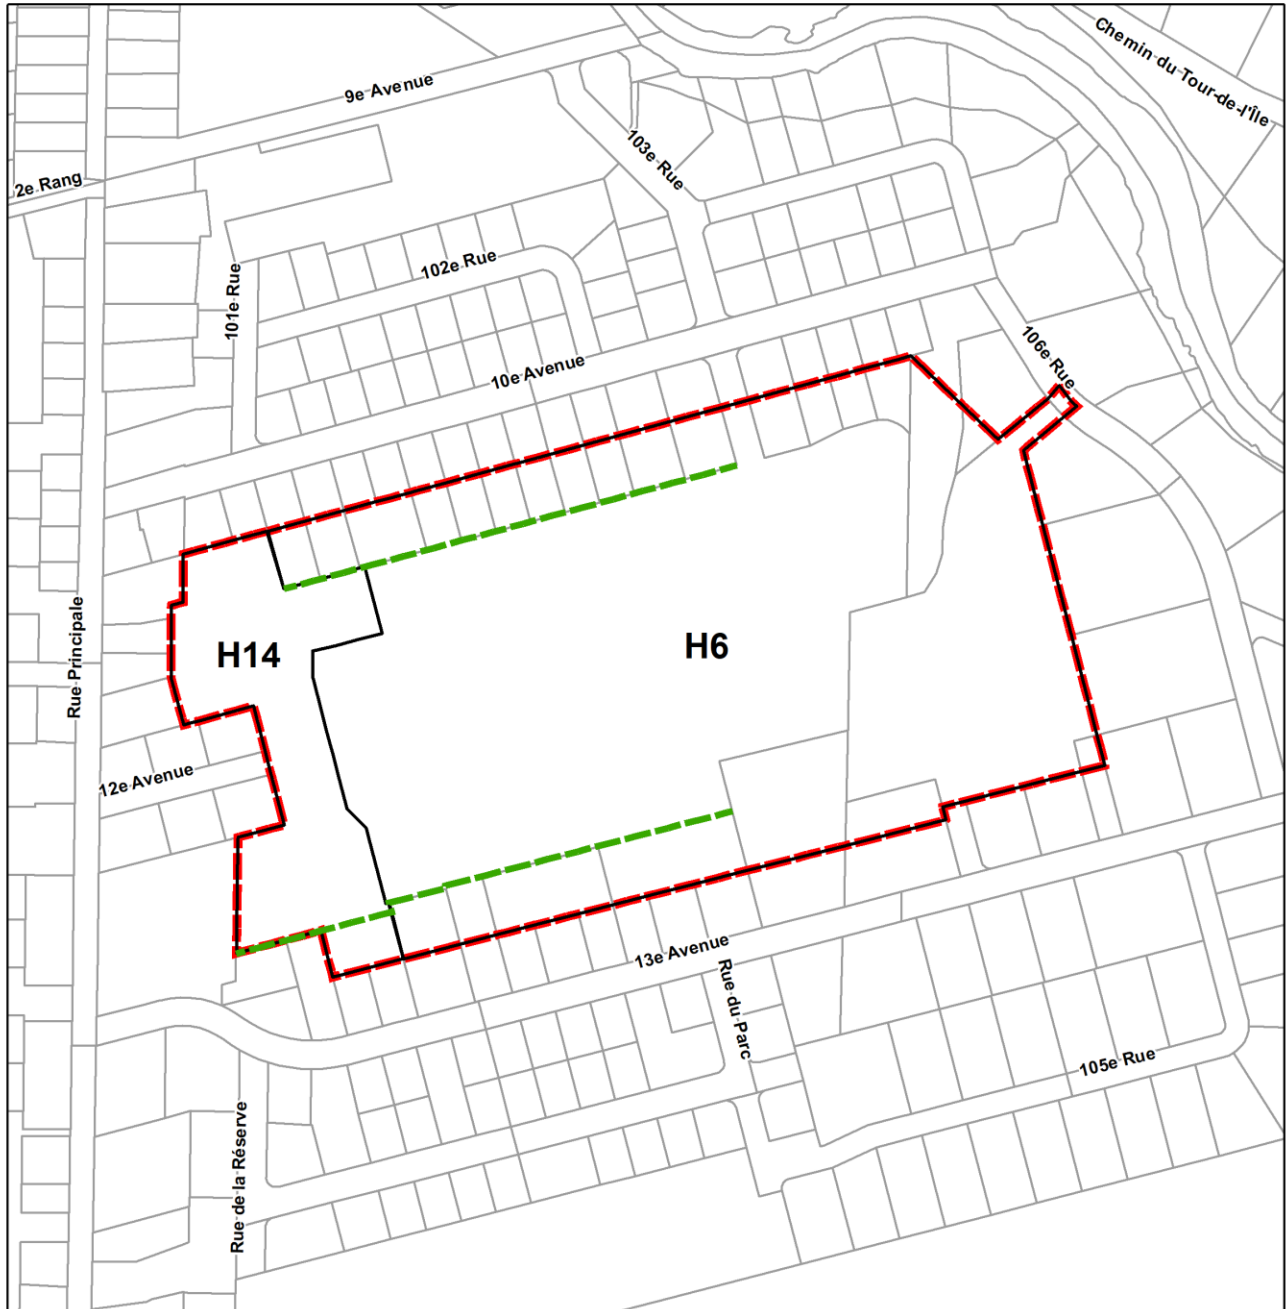 Chemin du Tour-de-l'Île
9e Avenue
103e Rue
2e Rang
102e Rue
101e Rue
106e Rue
10e Avenue
H14
H6
Rue Principale
12e Avenue
13e Avenue
Rue du Parc
105e Rue
Rue de la Réserve